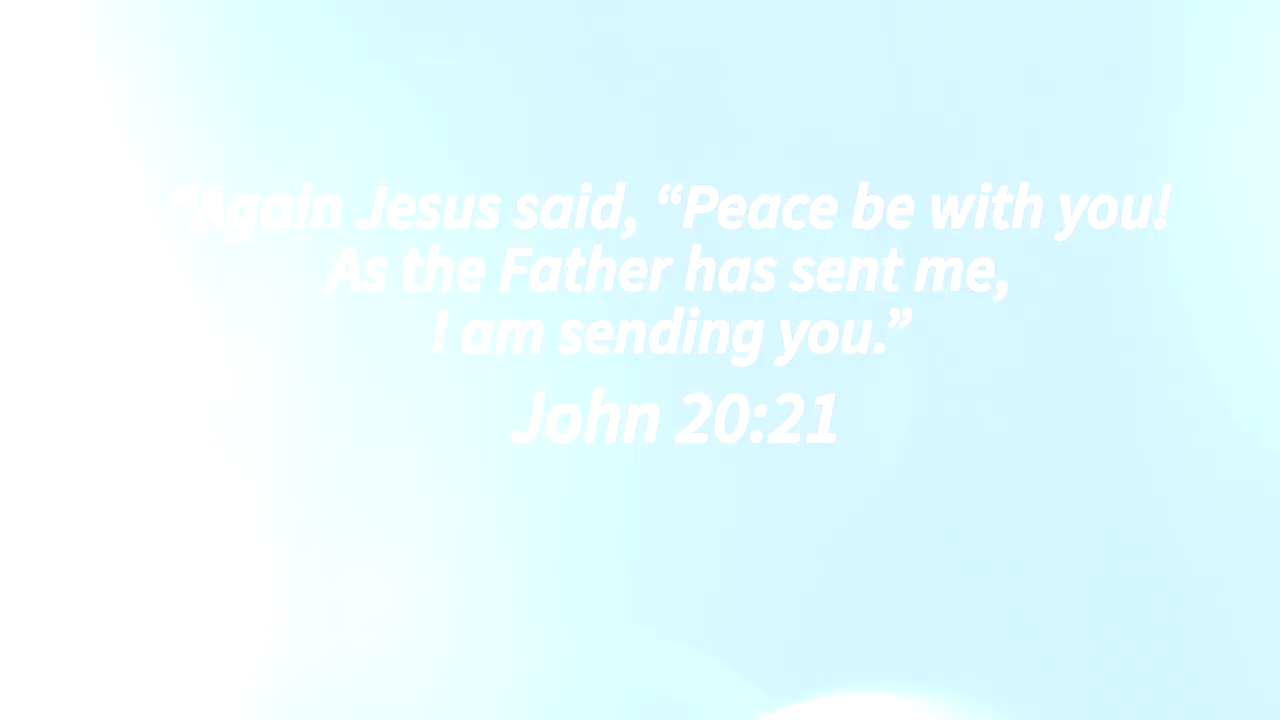 “Again Jesus said, “Peace be with you!
As the Father has sent me,
I am sending you.”
John 20:21